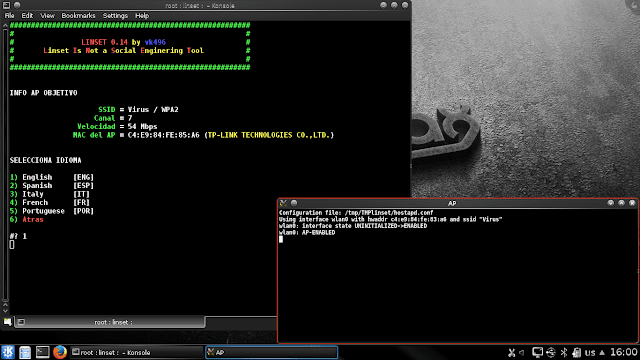 root : linset : - Konsole
File Edit View Bookmarks Settings Help
##########################################################
# #
# LINSET 0.14 by vk496 #
# Linset Is Not a Social Enginering Tool #
# #
##########################################################
INFO AP OBJETIVO
SSID = Virus / WPA2
Canal = 7
Velocidad = 54 Mbps
MAC del AP = C4:E9:84:FE:85:A6 (TP-LINK TECHNOLOGIES CO.,LTD.)
SELECCIONA IDIOMA
1) English [ENG]
2) Spanish [ESP]
3) Italy [IT]
4) French [FR]
5) Portuguese [POR]
6) Atras
#? 1
AP
Configuration file: /tmp/TMPlinset/hostapd.conf
Using interface wlan0 with hwaddr c4:e9:84:fe:83:a6 and ssid "Virus"
wlan0: interface state UNINITIALIZED->ENABLED
wlan0: AP-ENABLED
root : linset :
root : linset : - Konsole
AP
us
16:00